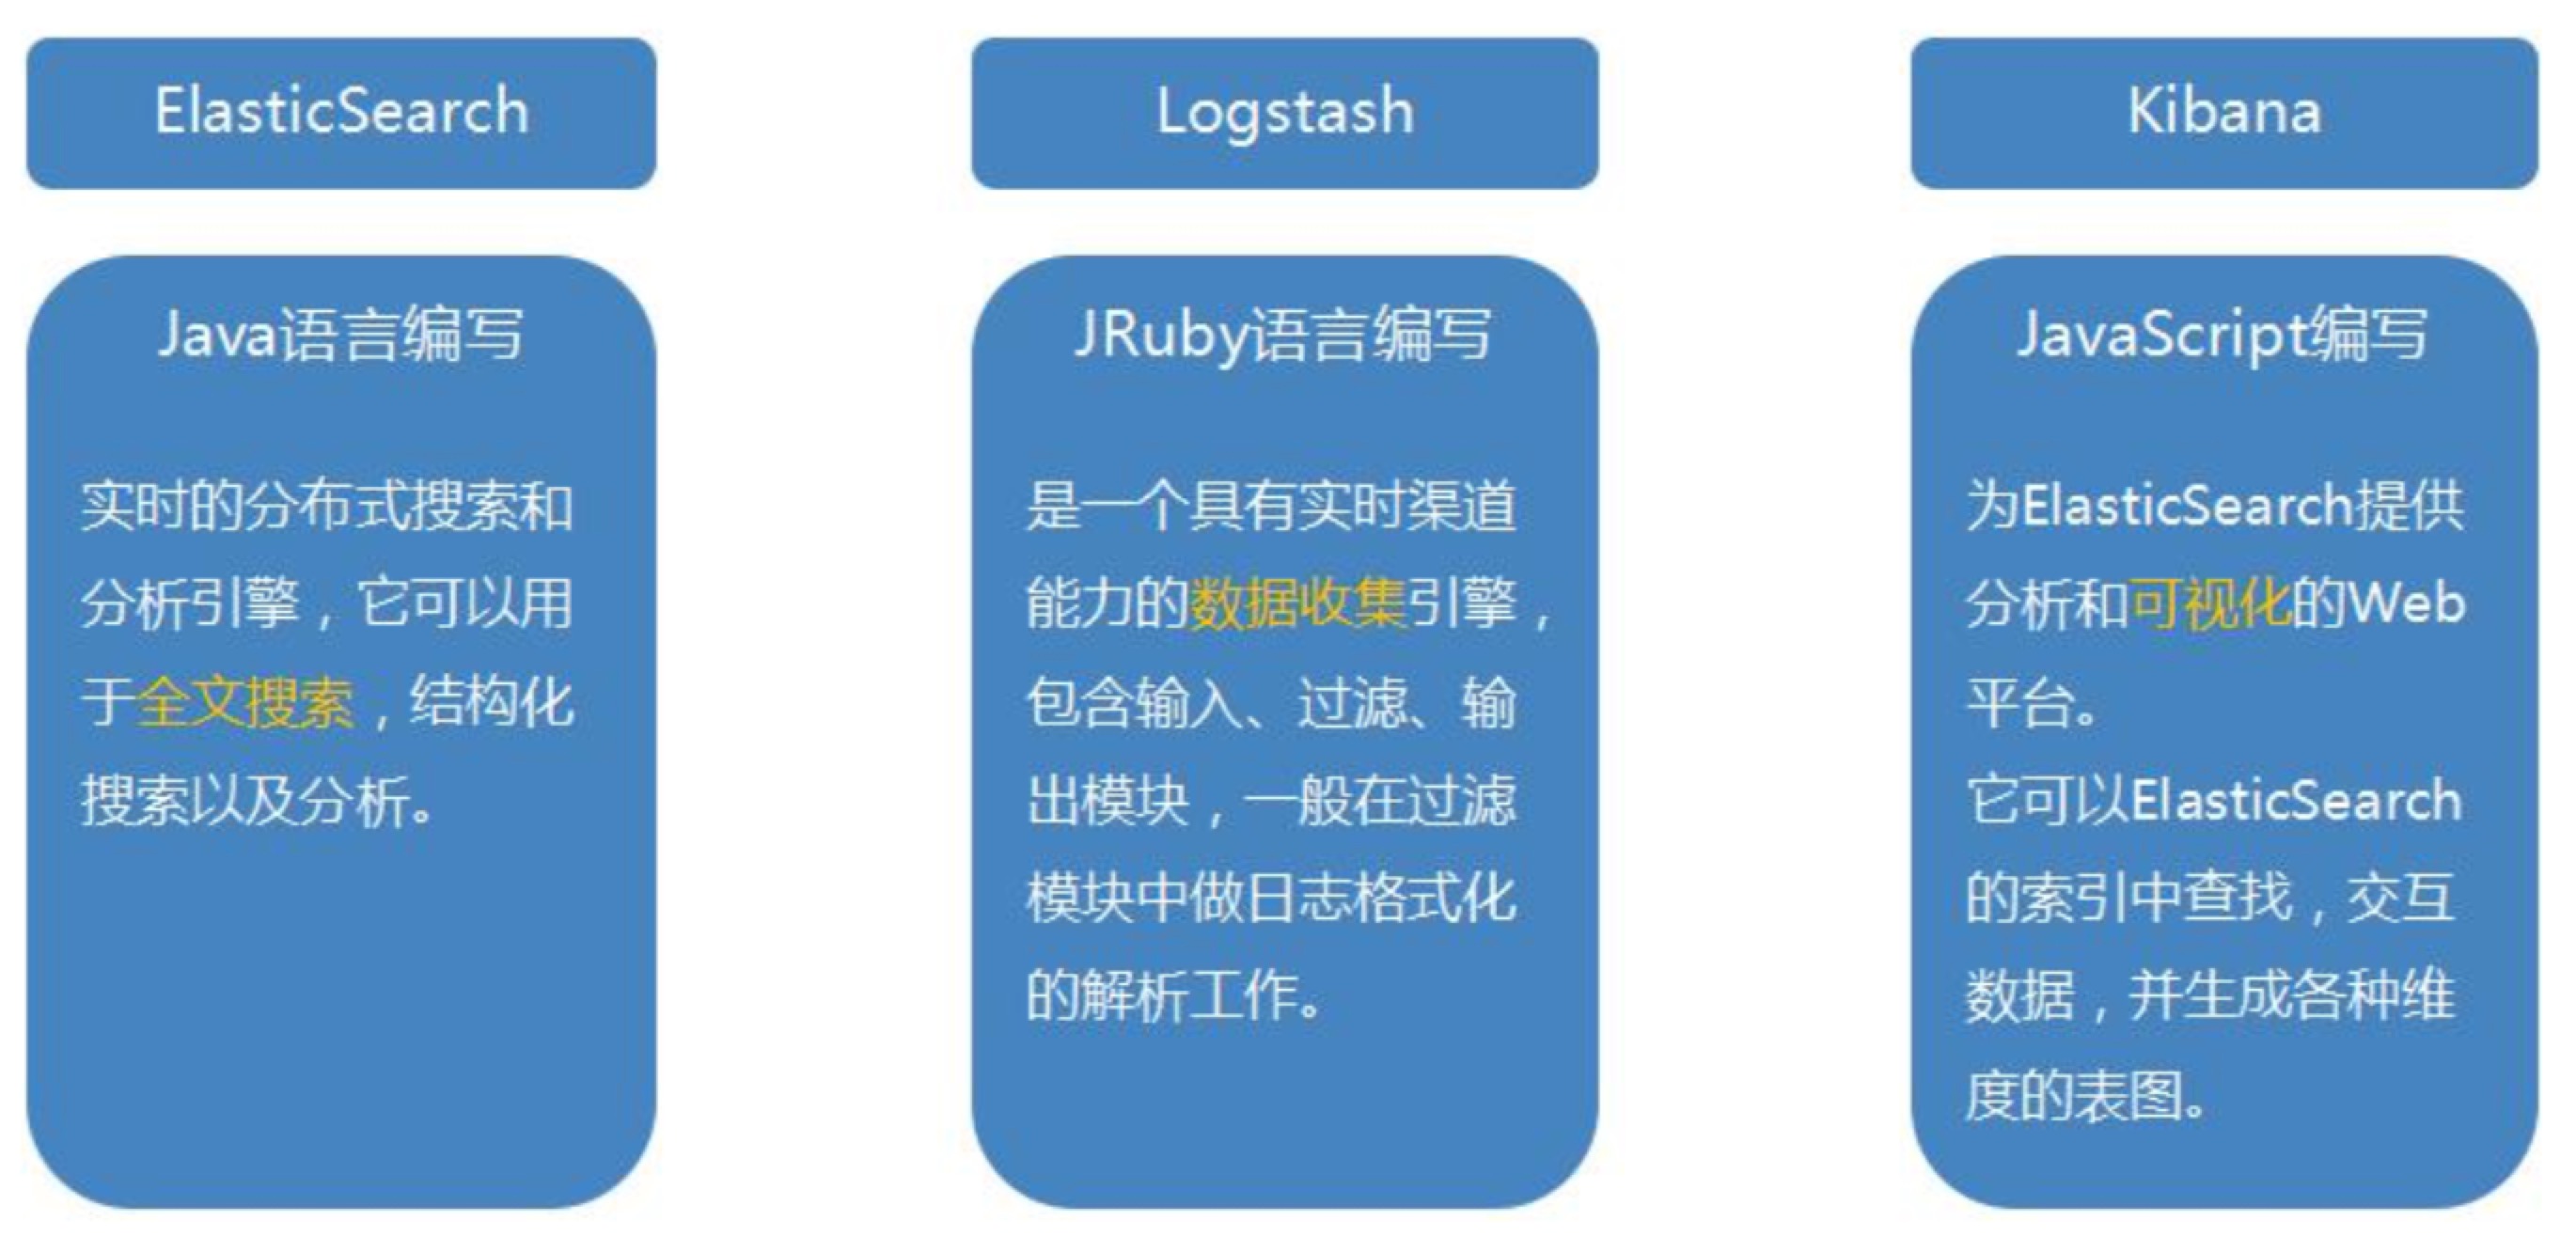 ElasticSearch
Java语言编写
实时的分布式搜索和
分析引擎，它可以用
于全文搜索，结构化
搜索以及分析。
Logstash
JRuby语言编写
是一个具有实时渠道
能力的数据收集引擎，
包含输入、过滤、输
出模块，一般在过滤
模块中做日志格式化
的解析工作。
Kibana
JavaScript编写
为ElasticSearch提供
分析和可视化的Web
平台。
它可以ElasticSearch
的索引中查找，交互
数据，并生成各种维
度的表图。